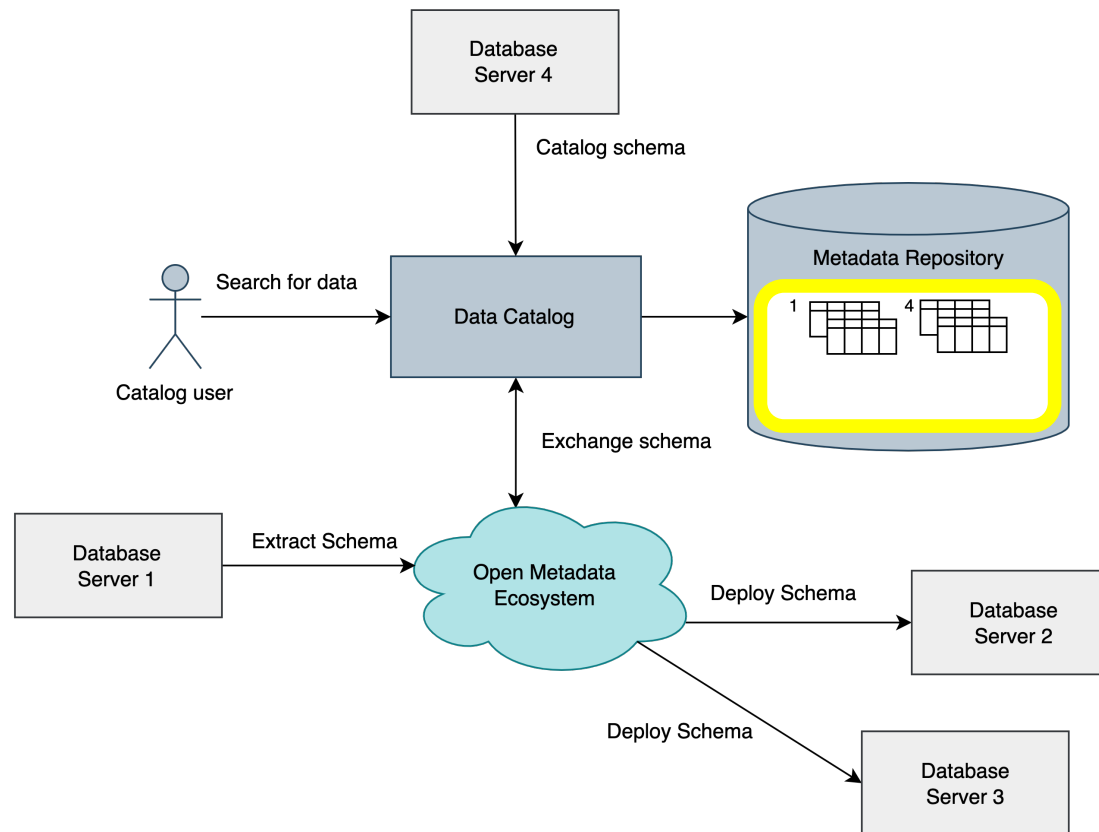 Database
Server 4
Catalog schema
Metadata Repository
Search for data
Data Catalog
1
4
Catalog user
Exchange schema
Database
Server 1
Extract Schema
Open Metadata
Ecosystem
Deploy Schema
Database
Server 2
Deploy Schema
Database
Server 3